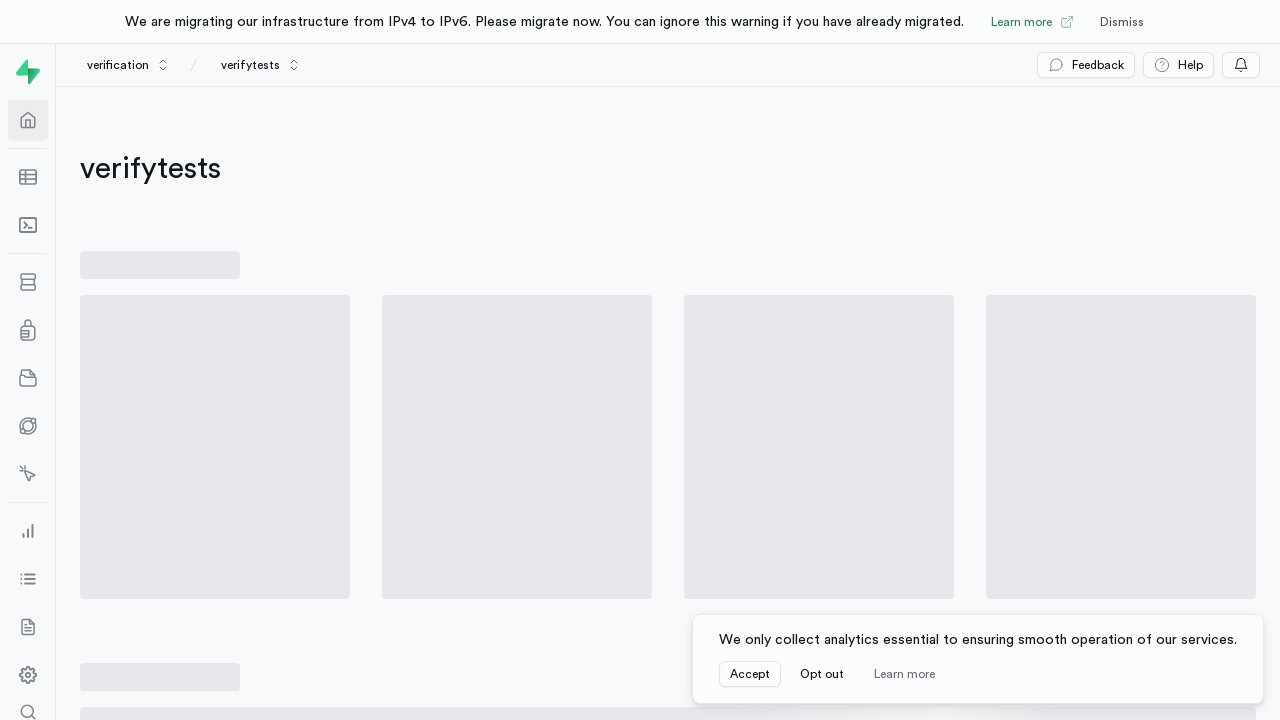 We are migrating our infrastructure from IPv4 to IPv6. Please migrate now. You can ignore this warning if you have already migrated. Learn more Dismiss
verification / verifytests Feedback Help
verifytests
We only collect analytics essential to ensuring smooth operation of our services.
Accept Opt out Learn more